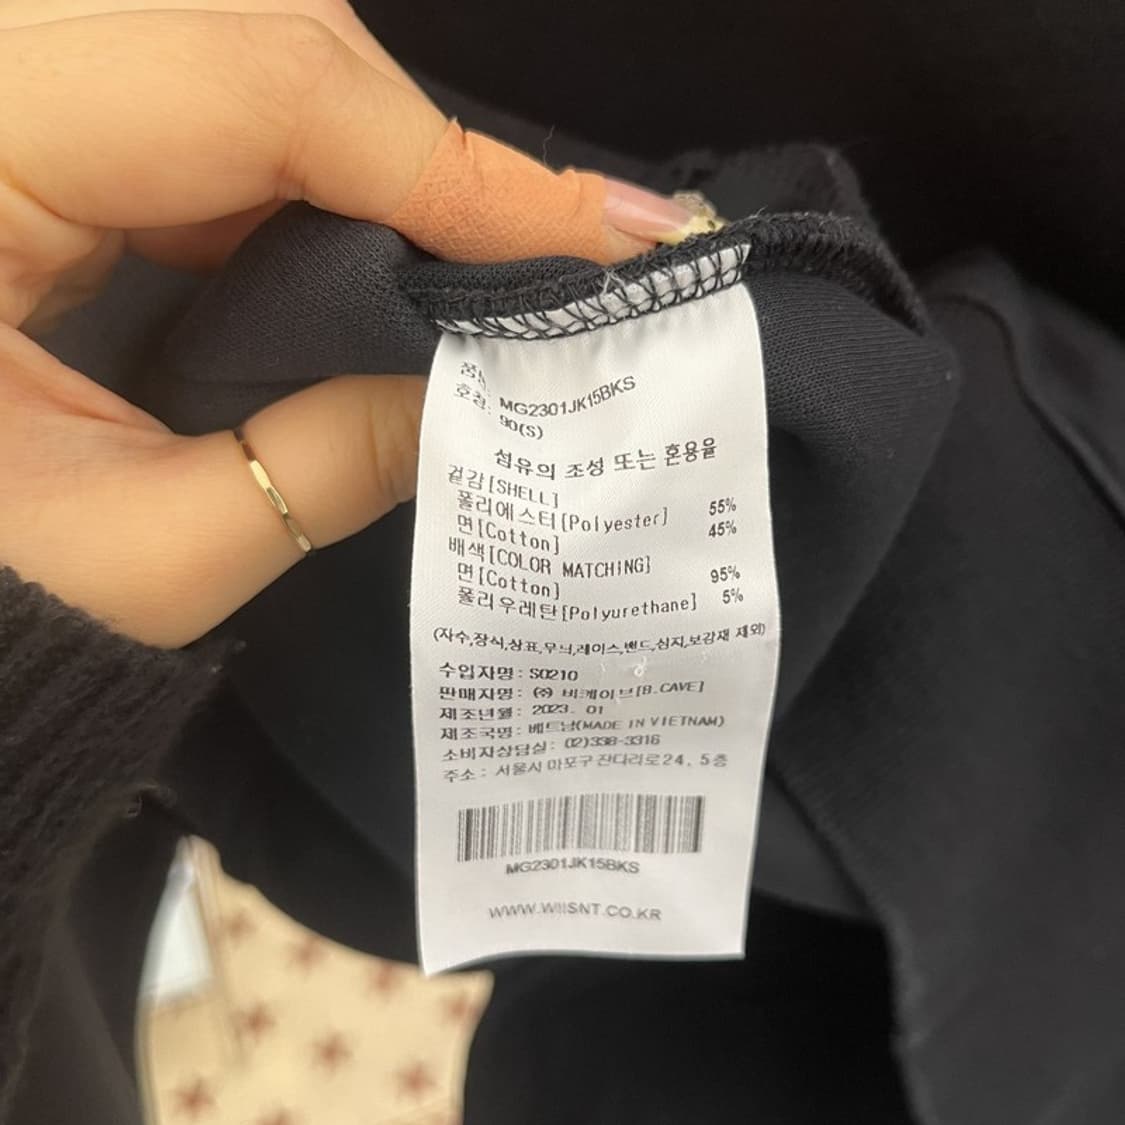 품번: MG2301JK15BKS
호칭: 90(S)
섬유의 조성 또는 혼용율
겉감[SHELL]
폴리에스터[Polyester] 55%
면[Cotton] 45%
배색[COLOR MATCHING]
면[Cotton] 95%
폴리우레탄[Polyurethane] 5%
(자수,장식,상표,무늬,레이스,밴드,심지,보강재 제외)
수입자명: S0210
판매자명: ㈜ 비케이브[B.CAVE]
제조년월: 2023. 01
제조국명: 베트남(MADE IN VIETNAM)
소비자상담실: 02)338-3316
주소: 서울시 마포구 잔다리로24, 5층
MG2301JK15BKS
WWW.WIISNT.CO.KR